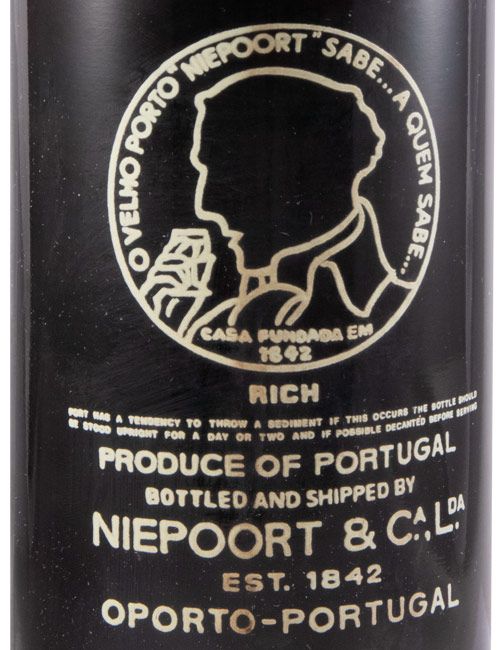 O VELHO PORTO "NIEPOORT" SABE... A QUEM SABE...
CASA FUNDADA EM
1842
RICH
PORT HAS A TENDENCY TO THROW A SEDIMENT IF THIS OCCURS THE BOTTLE SHOULD
BE STOOD UPRIGHT FOR A DAY OR TWO AND IF POSSIBLE DECANTED BEFORE SERVING
PRODUCE OF PORTUGAL
BOTTLED AND SHIPPED BY
NIEPOORT & Cᴬ., L.ᴰᴬ
EST. 1842
OPORTO-PORTUGAL